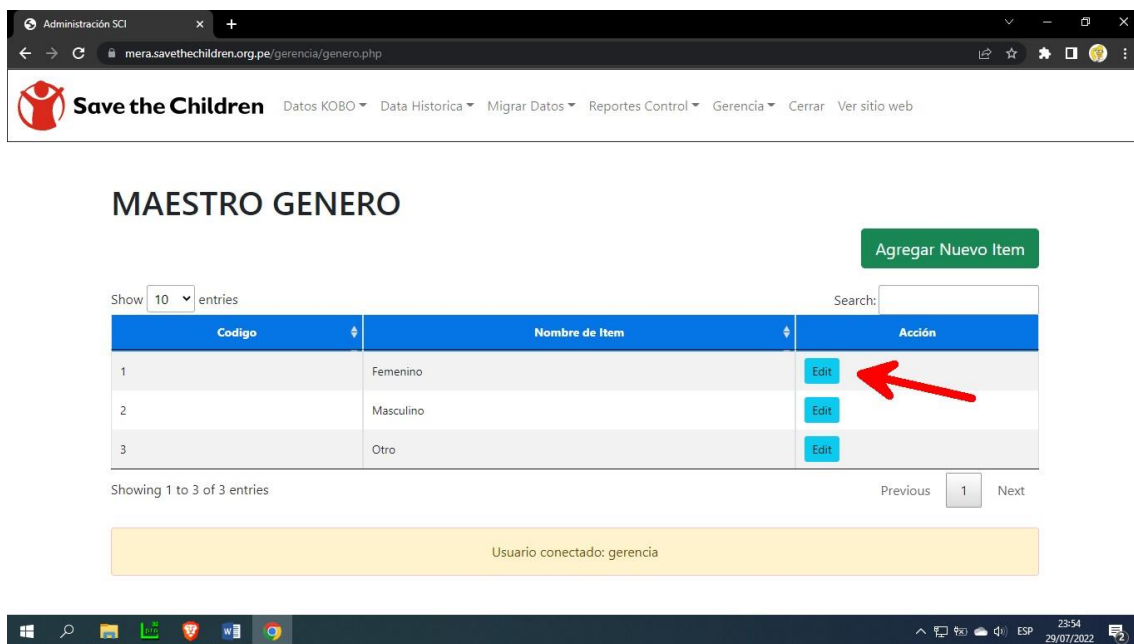 Administración SCI
mera.savethechildren.org.pe/gerencia/genero.php
Save the Children Datos KOBO Data Historica Migrar Datos Reportes Control Gerencia Cerrar Ver sitio web
MAESTRO GENERO
Agregar Nuevo Item
Show 10 entries Search:
Codigo Nombre de Item Acción
1 Femenino Edit
2 Masculino Edit
3 Otro Edit
Showing 1 to 3 of 3 entries Previous 1 Next
Usuario conectado: gerencia
ESP 23:54
29/07/2022 2